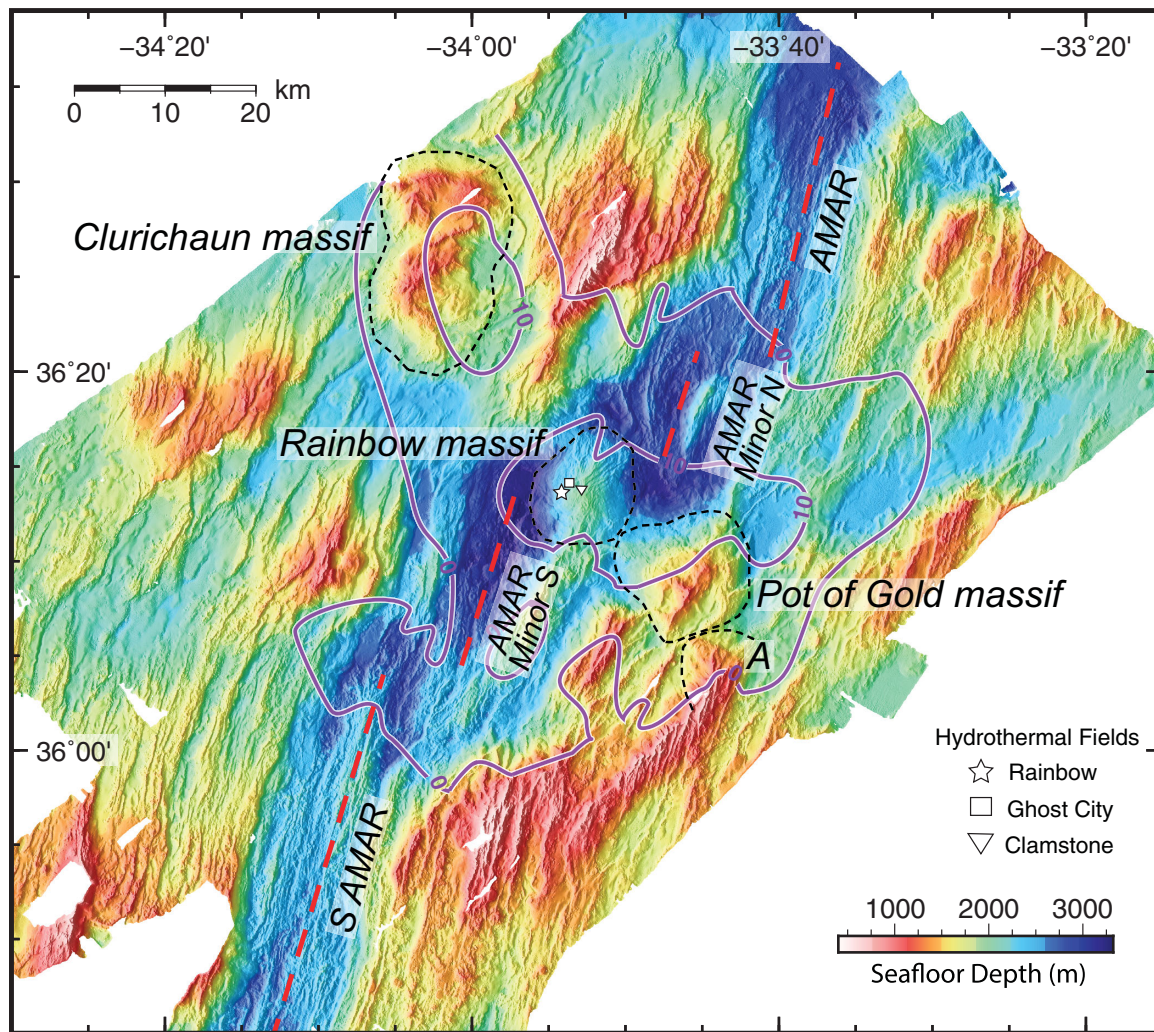 −34˚20'
−34˚00'
−33˚40'
−33˚20'
km
0 10 20
AMAR
Clurichaun massif
10
0
36˚20'
AMAR
Minor N
Rainbow massif
10
10
0
AMAR
Minor S
Pot of Gold massif
A
0
36˚00'
0
Hydrothermal Fields
Rainbow
Ghost City
Clamstone
S AMAR
1000 2000 3000
Seafloor Depth (m)